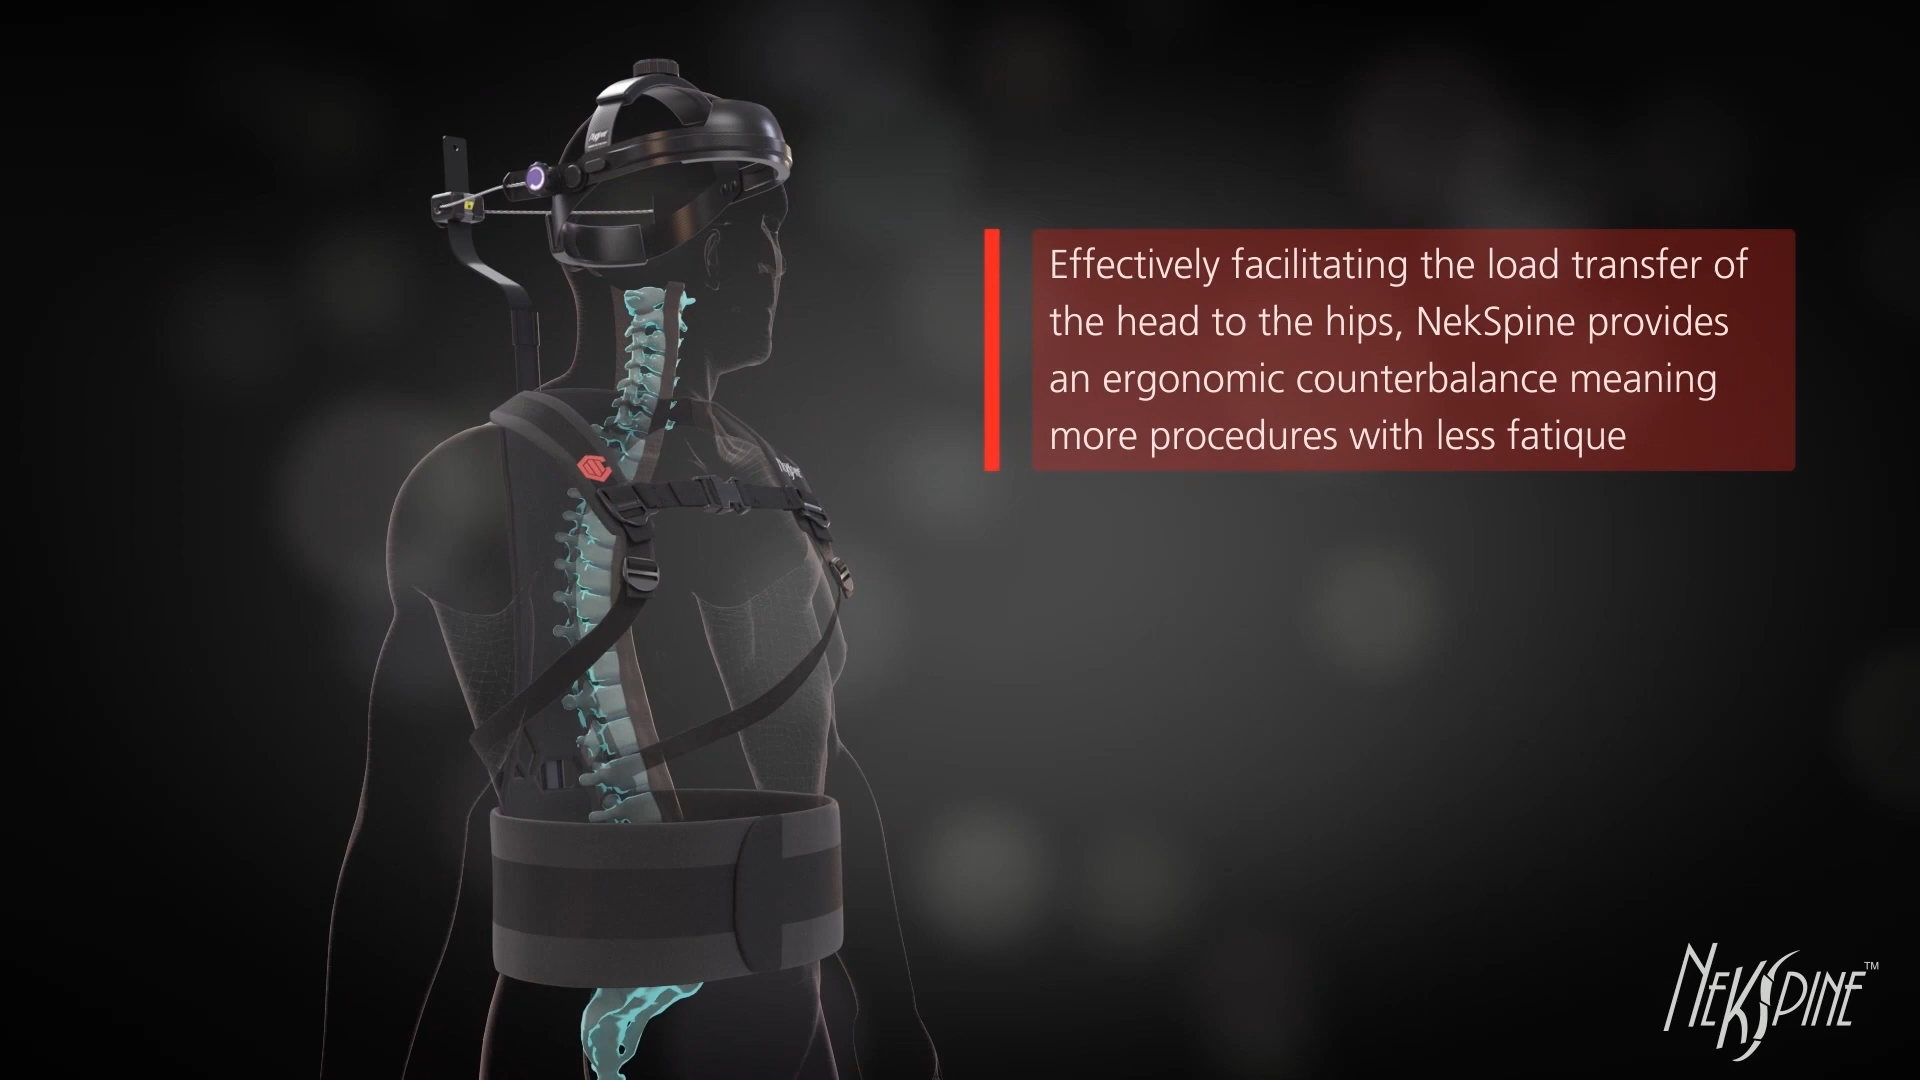 Effectively facilitating the load transfer of
the head to the hips, NekSpine provides
an ergonomic counterbalance meaning
more procedures with less fatique
NEKSPINE™